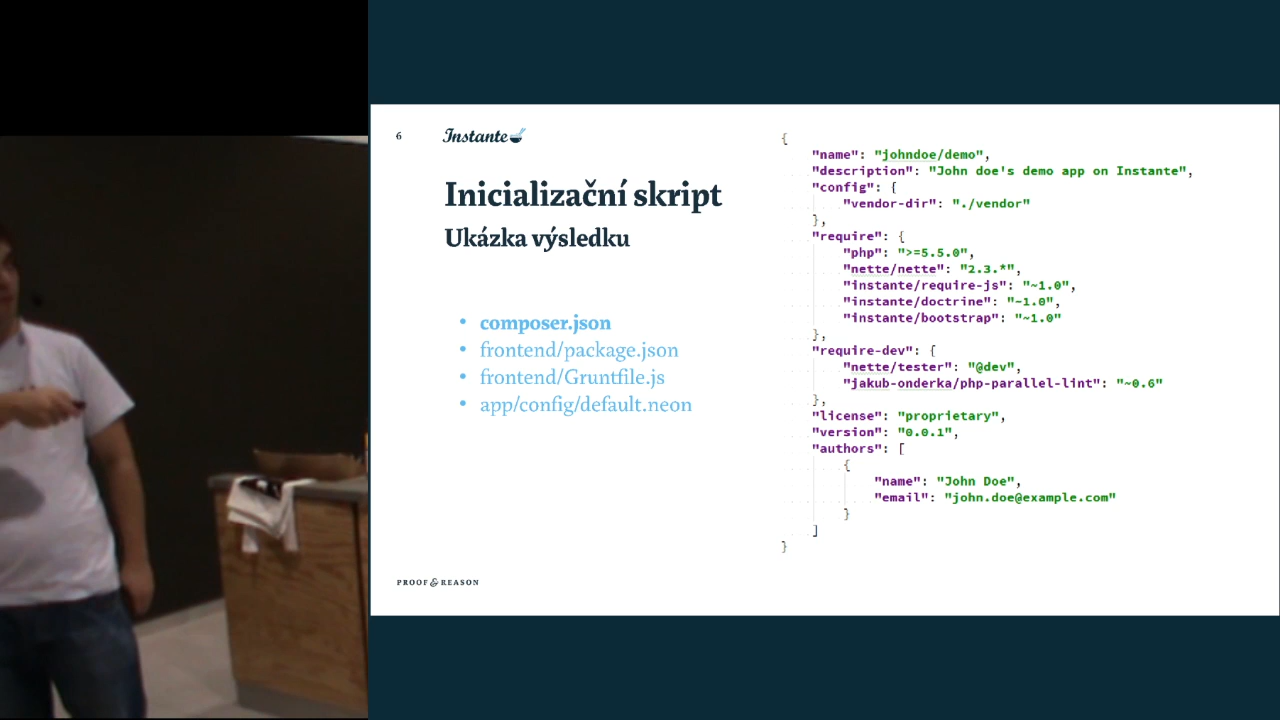 6
Instante
Inicializační skript
Ukázka výsledku
• composer.json
• frontend/package.json
• frontend/Gruntfile.js
• app/config/default.neon
{
"name": "johndoe/demo",
"description": "John doe's demo app on Instante",
"config": {
"vendor-dir": "./vendor"
},
"require": {
"php": ">=5.5.0",
"nette/nette": "2.3.*",
"instante/require-js": "~1.0",
"instante/doctrine": "~1.0",
"instante/bootstrap": "~1.0"
},
"require-dev": {
"nette/tester": "@dev",
"jakub-onderka/php-parallel-lint": "~0.6"
},
"license": "proprietary",
"version": "0.0.1",
"authors": [
{
"name": "John Doe",
"email": "john.doe@example.com"
}
]
}
PROOF & REASON